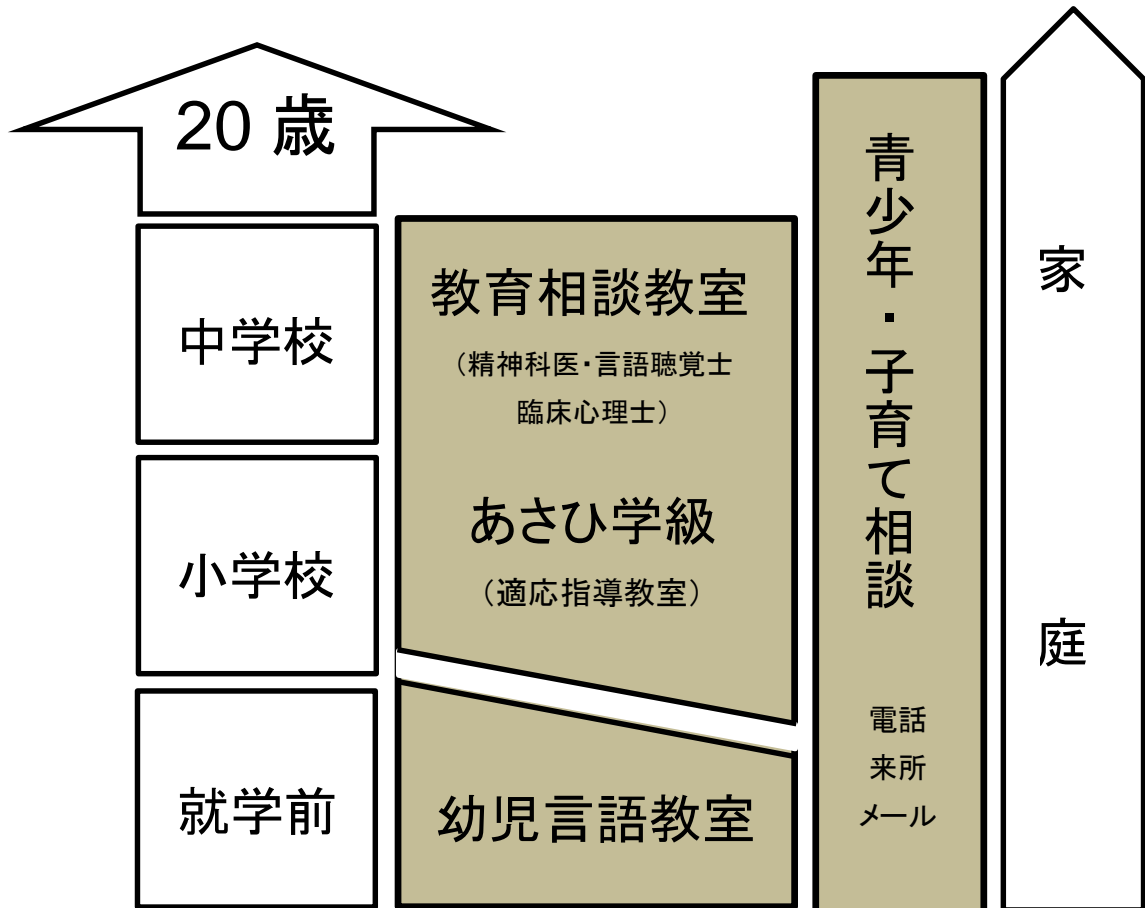 20 歳
中学校
小学校
就学前
教育相談教室
（精神科医・言語聴覚士
臨床心理士）
あさひ学級
（適応指導教室）
幼児言語教室
青少年・子育て相談
電話
来所
メール
家庭